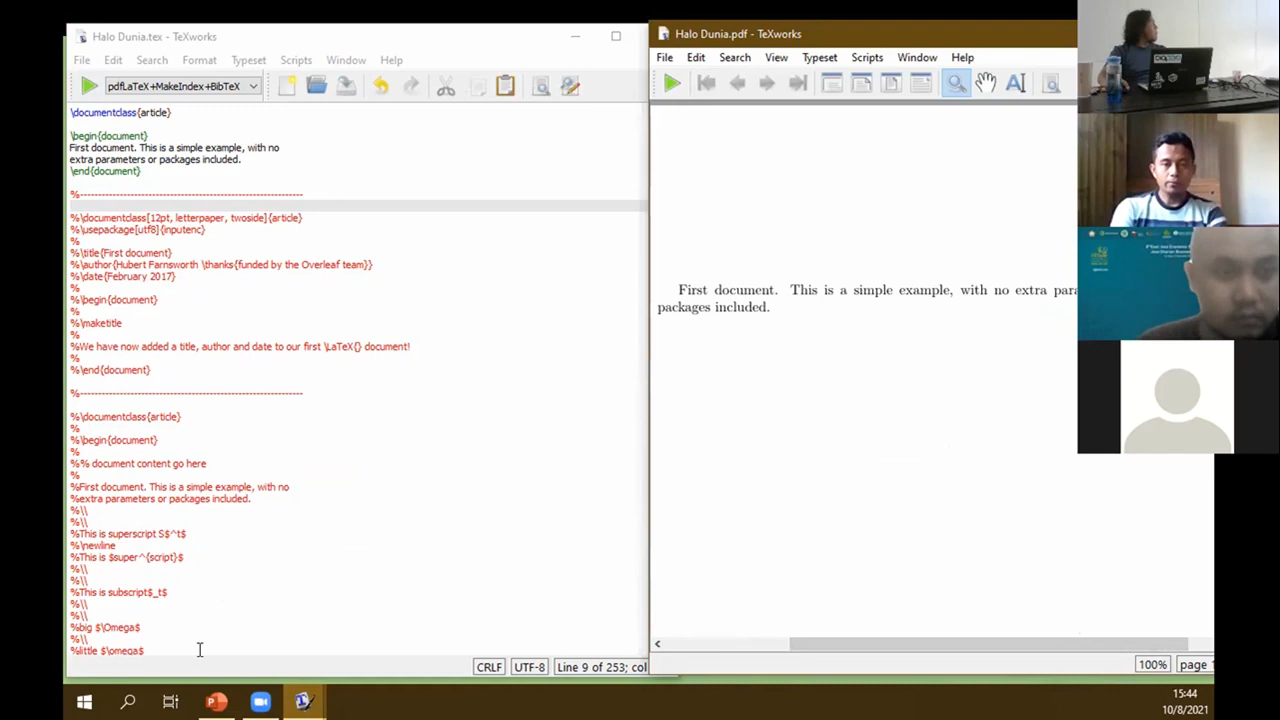 Halo Dunia.tex - TeXworks
File Edit Search Format Typeset Scripts Window Help
pdfLaTeX+MakeIndex+BibTeX
\documentclass{article}
\begin{document}
First document. This is a simple example, with no
extra parameters or packages included.
\end{document}
%-------------------------------------------------------------
%\documentclass[12pt, letterpaper, twoside]{article}
%\usepackage[utf8]{inputenc}
%
%\title{First document}
%\author{Hubert Farnsworth \thanks{funded by the Overleaf team}}
%\date{February 2017}
%
%\begin{document}
%
%\maketitle
%
%We have now added a title, author and date to our first \LaTeX{} document!
%
%\end{document}
%-------------------------------------------------------------
%\documentclass{article}
%
%\begin{document}
%
%% document content go here
%
%First document. This is a simple example, with no
%extra parameters or packages included.
%\\
%\\
%This is superscript S$^t$
%\newline
%This is $super^{script}$
%\\
%\\
%This is subscript$_t$
%\\
%\\
%big $\Omega$
%\\
%little $\omega$
CRLF UTF-8 Line 9 of 253; col
Halo Dunia.pdf - TeXworks
File Edit Search View Typeset Scripts Window Help
First document. This is a simple example, with no extra para
packages included.
100% page 1
15:44
10/8/2021